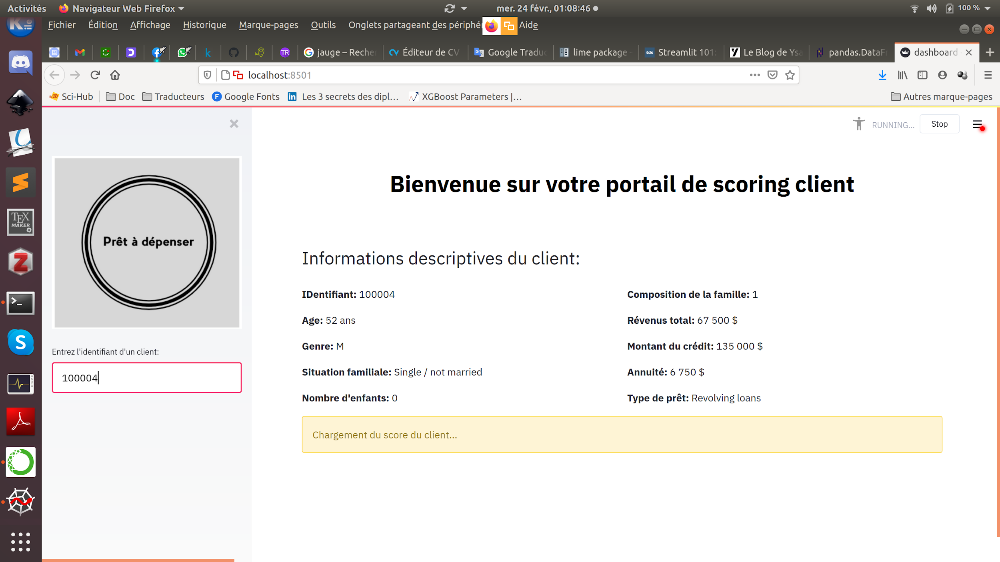 Activités Navigateur Web Firefox mer. 24 févr., 01:08:46 100 %
Fichier Édition Affichage Historique Marque-pages Outils Onglets partageant des périphér Aide
jauge – Recher Éditeur de CV Google Traduc lime package - Streamlit 101: Le Blog de Ysa pandas.DataFr dashboard
TR tds
localhost:8501
Sci-Hub Doc Traducteurs Google Fonts Les 3 secrets des dipl... XGBoost Parameters |... Autres marque-pages
RUNNING... Stop
Prêt à dépenser
Entrez l'identifiant d'un client:
100004
Bienvenue sur votre portail de scoring client
Informations descriptives du client:
IDentifiant: 100004
Age: 52 ans
Genre: M
Situation familiale: Single / not married
Nombre d'enfants: 0
Composition de la famille: 1
Révenus total: 67 500 $
Montant du crédit: 135 000 $
Annuité: 6 750 $
Type de prêt: Revolving loans
Chargement du score du client...
TEX
MAKER